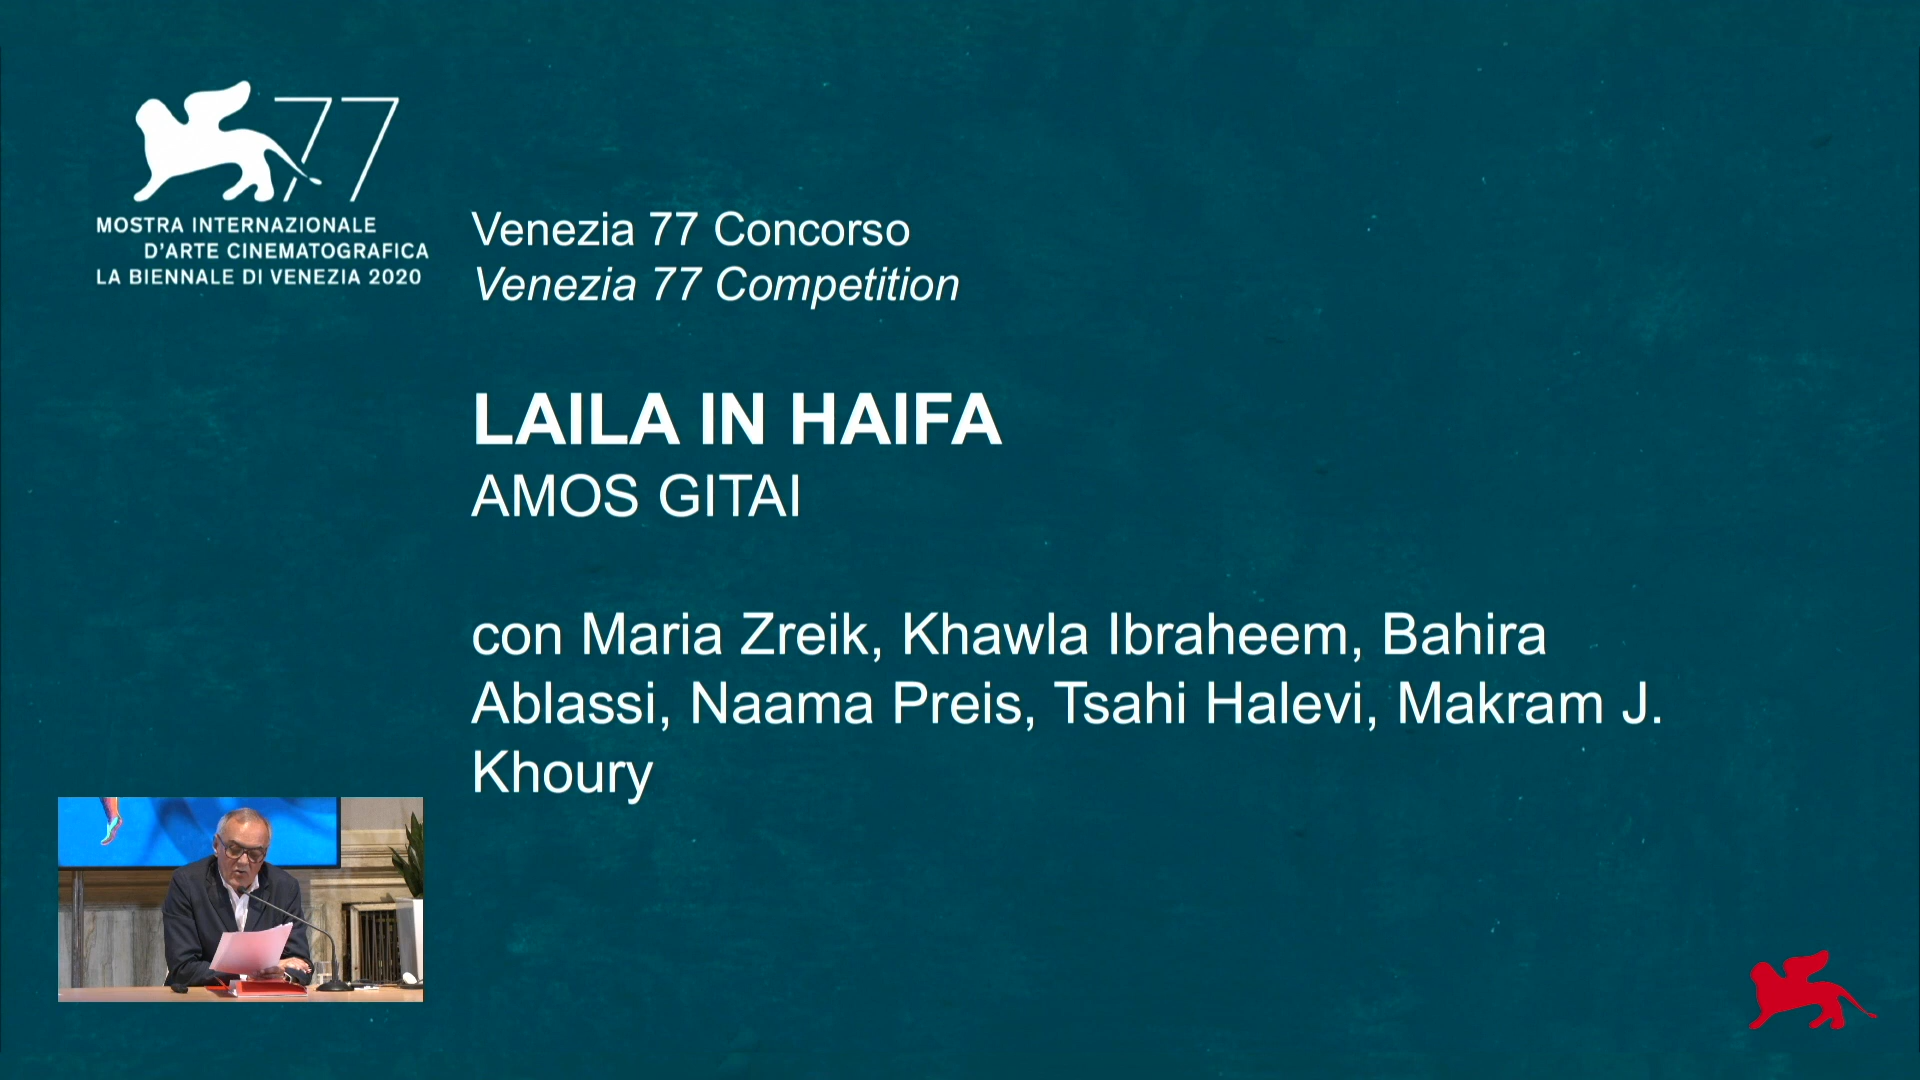 77
MOSTRA INTERNAZIONALE
D'ARTE CINEMATOGRAFICA
LA BIENNALE DI VENEZIA 2020
Venezia 77 Concorso
Venezia 77 Competition
LAILA IN HAIFA
AMOS GITAI
con Maria Zreik, Khawla Ibraheem, Bahira
Ablassi, Naama Preis, Tsahi Halevi, Makram J.
Khoury